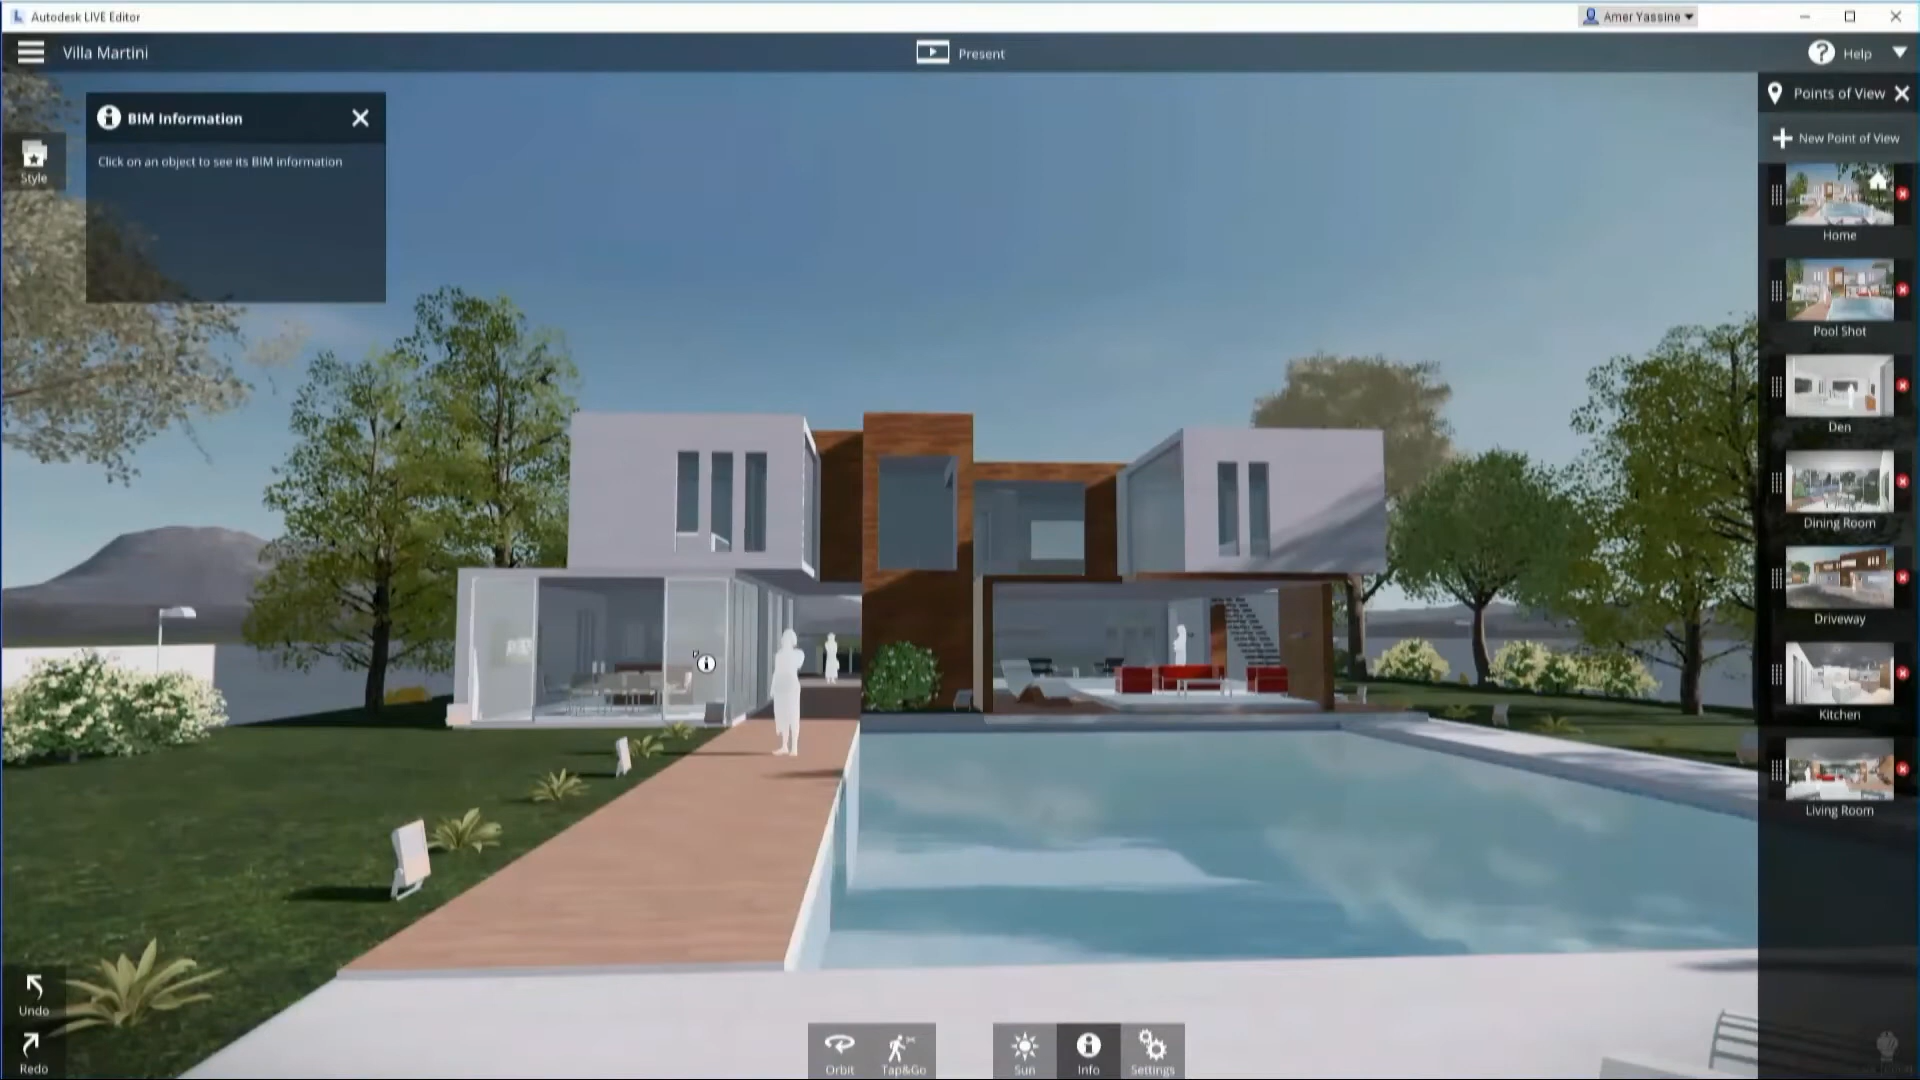 Autodesk LIVE Editor
Amer Yassine
Villa Martini
Present
Help
BIM Information
Click on an object to see its BIM information
Style
Points of View
New Point of View
Home
Pool Shot
Den
Dining Room
Driveway
Kitchen
Living Room
Undo
Redo
Orbit
Tap&Go
Sun
Info
Settings